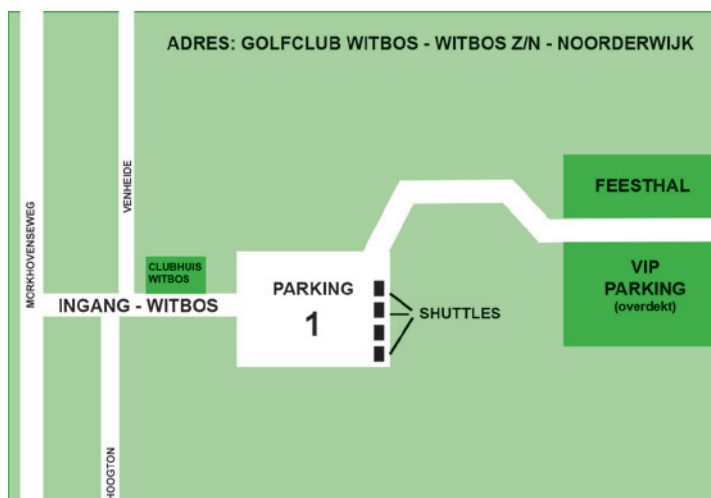 ADRES: GOLFCLUB WITBOS - WITBOS Z/N - NOORDERWIJK
MORKHOVENSEWEG
VENHEIDE
FEESTHAL
CLUBHUIS
WITBOS
VIP
PARKING
(overdekt)
PARKING
1
INGANG - WITBOS
SHUTTLES
HOOGTON